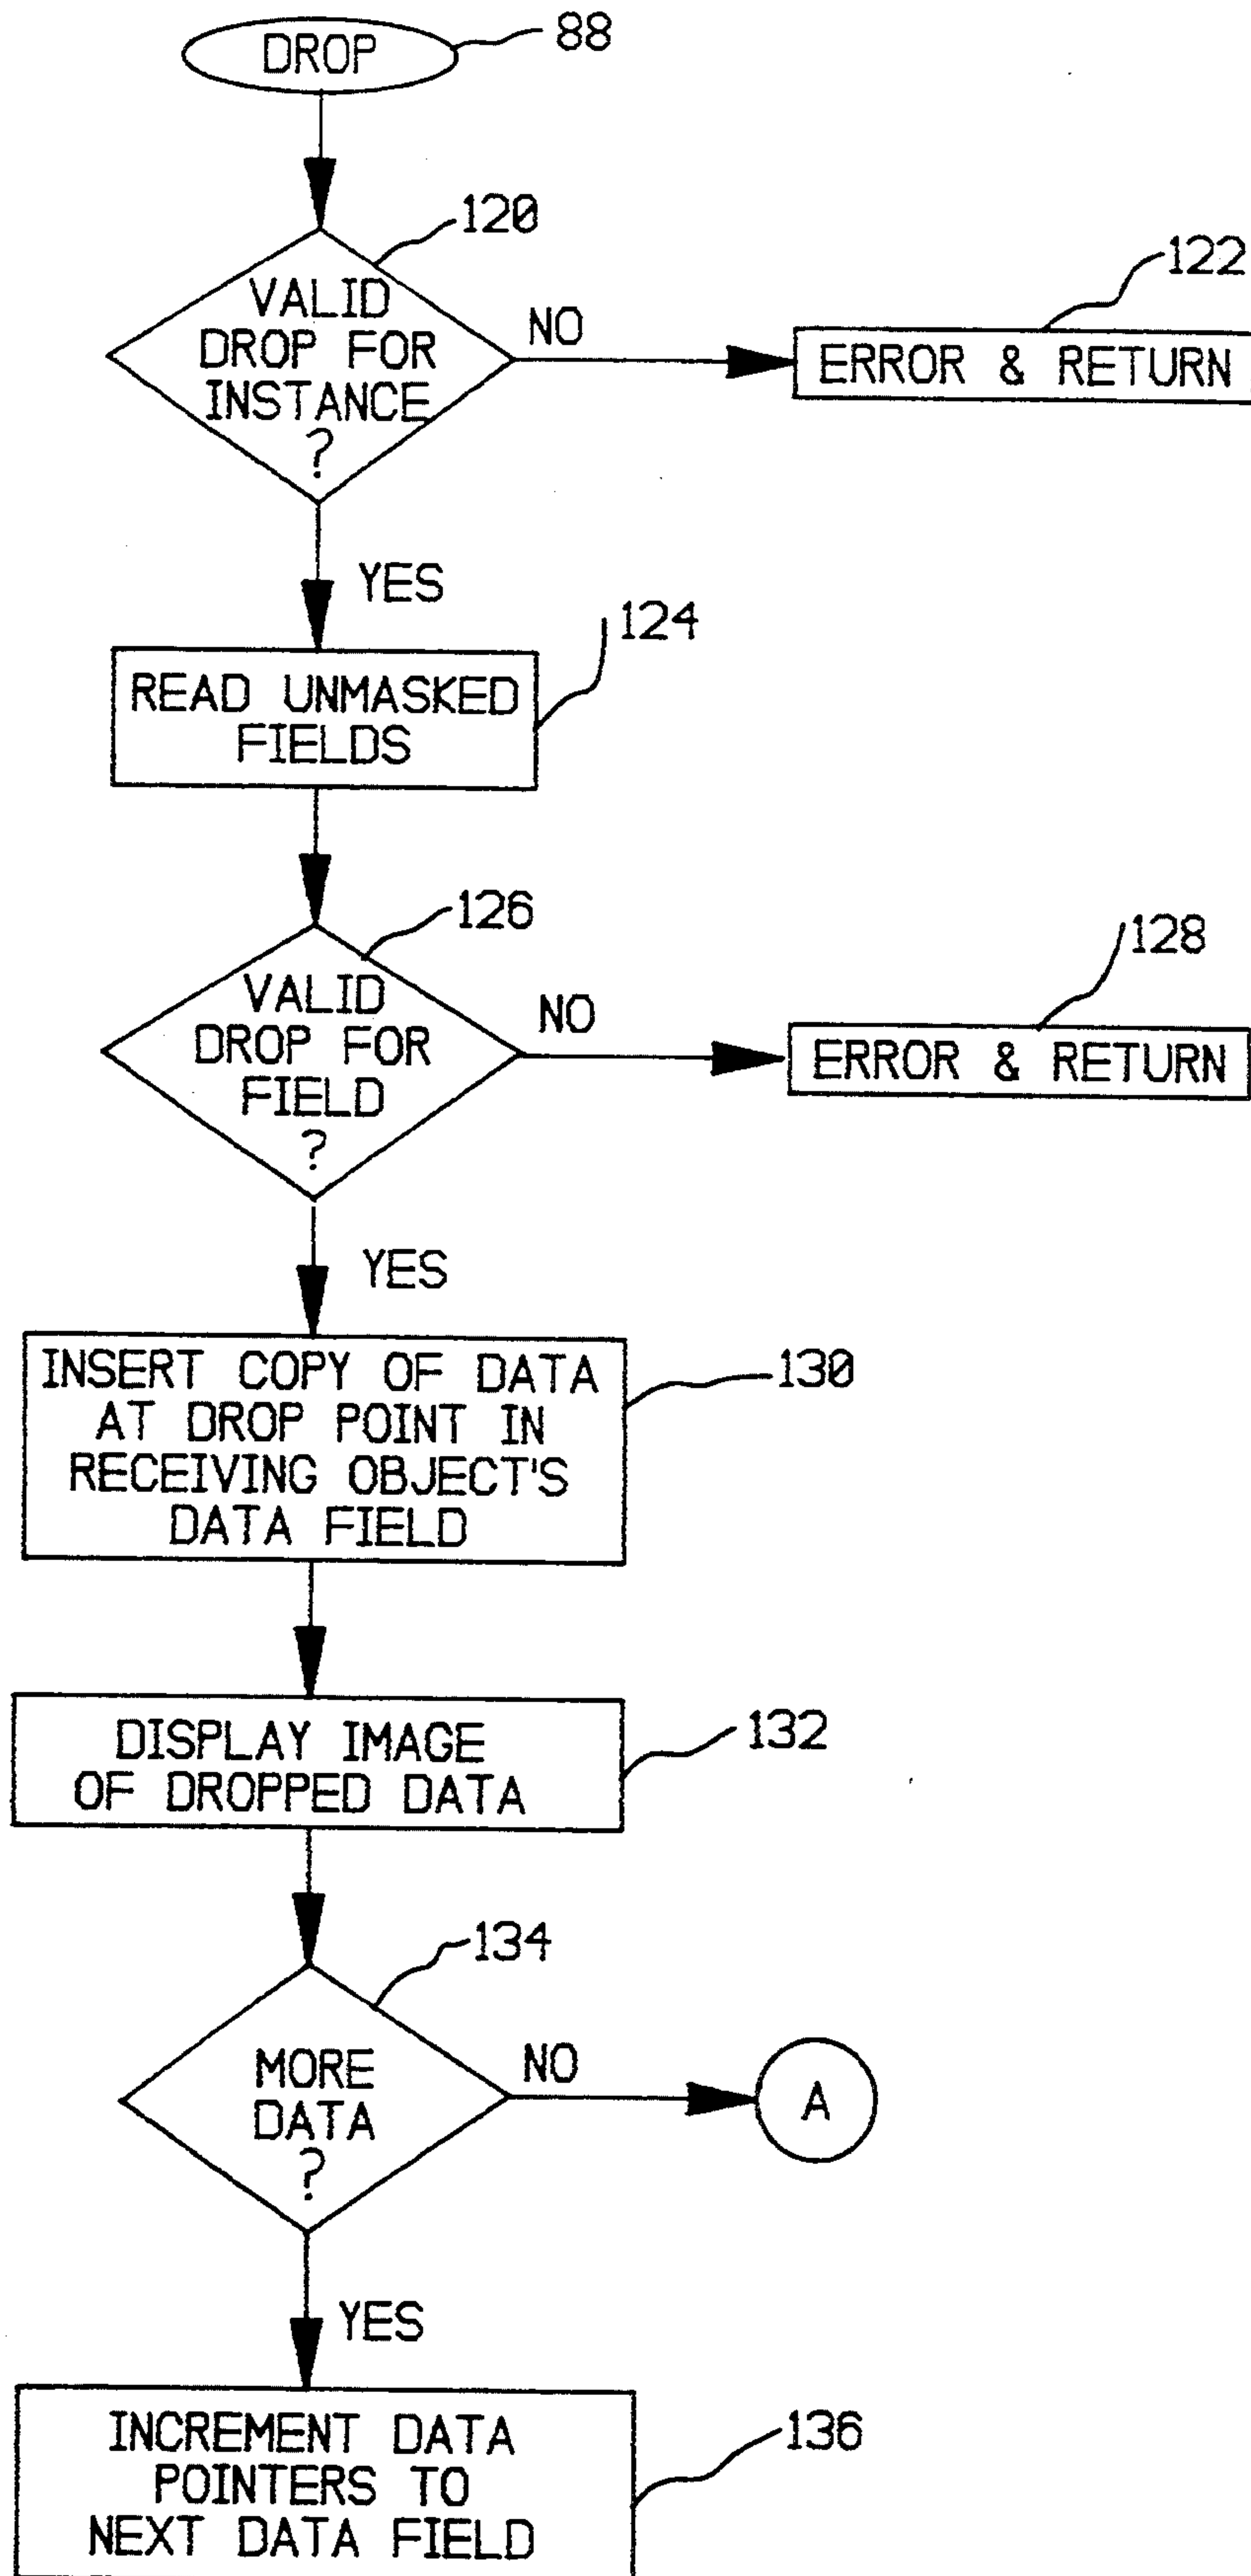 DROP
88
120
VALID
DROP FOR
INSTANCE
?
NO
122
ERROR & RETURN
YES
124
READ UNMASKED
FIELDS
126
VALID
DROP FOR
FIELD
?
NO
128
ERROR & RETURN
YES
INSERT COPY OF DATA
AT DROP POINT IN
RECEIVING OBJECT'S
DATA FIELD
130
DISPLAY IMAGE
OF DROPPED DATA
132
134
MORE
DATA
?
NO
A
YES
INCREMENT DATA
POINTERS TO
NEXT DATA FIELD
136